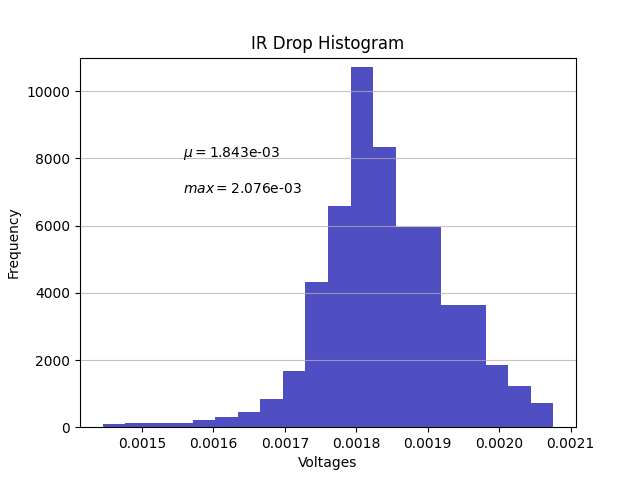 IR Drop Histogram
10000
8000
6000
4000
2000
0
Frequency
μ = 1.843e-03
max = 2.076e-03
0.0015 0.0016 0.0017 0.0018 0.0019 0.0020 0.0021
Voltages